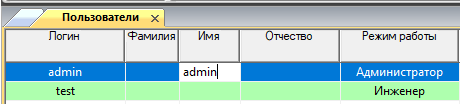 Пользователи
Логин Фамилия Имя Отчество Режим работы
admin admin Администратор
test Инженер